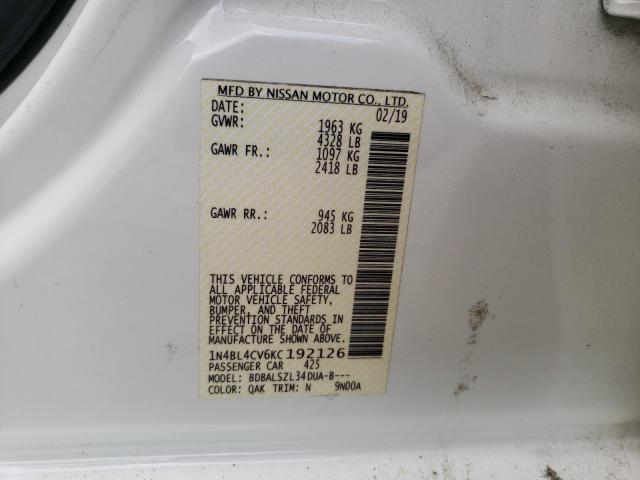 MFD BY NISSAN MOTOR CO., LTD.
DATE: 02/19
GVWR: 1963 KG
4328 LB
GAWR FR.: 1097 KG
2418 LB
GAWR RR.: 945 KG
2083 LB
THIS VEHICLE CONFORMS TO
ALL APPLICABLE FEDERAL
MOTOR VEHICLE SAFETY,
BUMPER, AND THEFT
PREVENTION STANDARDS IN
EFFECT ON THE DATE OF
MANUFACTURE SHOWN ABOVE.
1N4BL4CV6KC192126
PASSENGER CAR 425
MODEL: BDBALSZL34DUA-B---
COLOR: QAK TRIM: N 9N00A